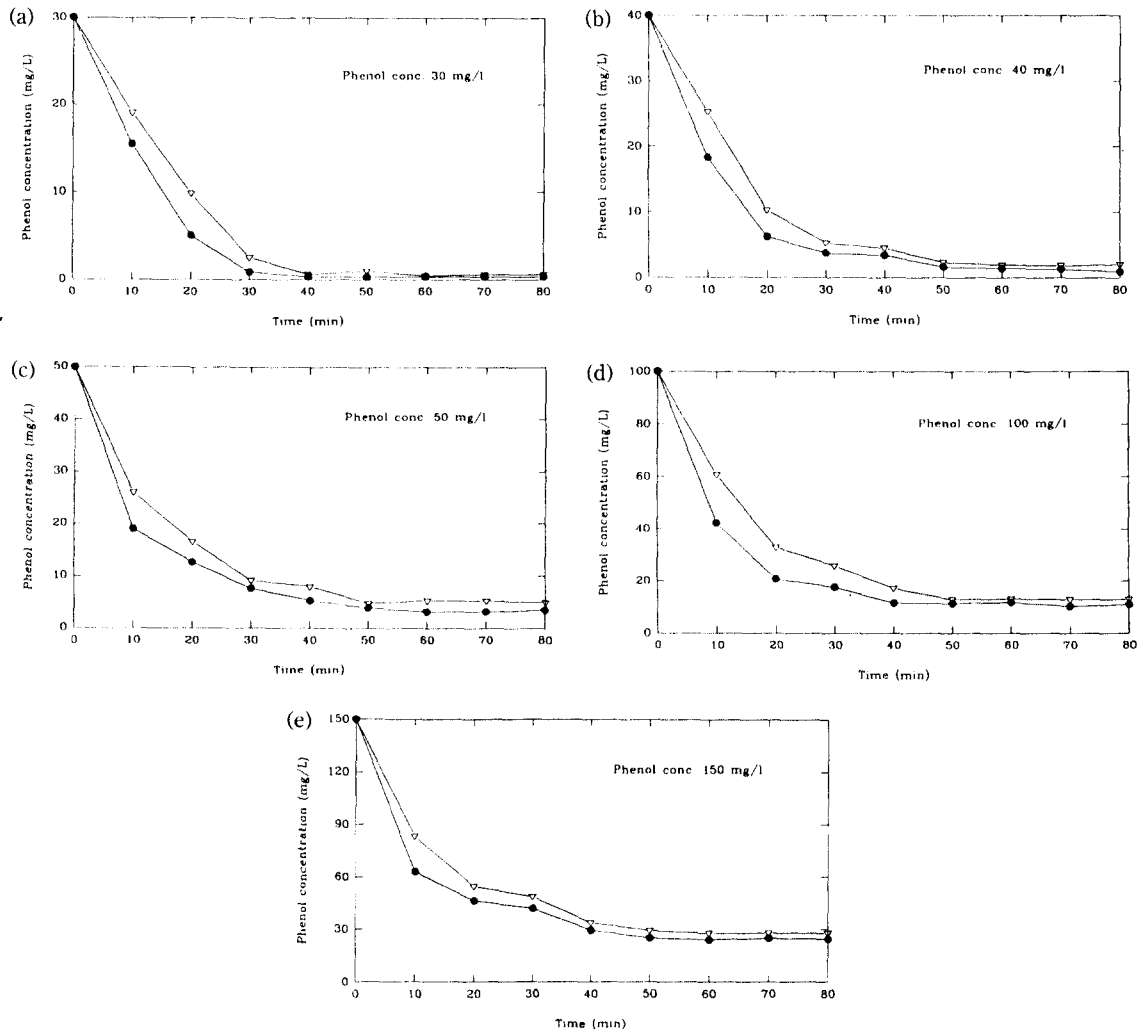 (a)
Phenol concentration (mg/L)
30
20
10
0
Phenol conc. 30 mg/l
0 10 20 30 40 50 60 70 80
Time (min)
(b)
Phenol concentration (mg/L)
40
30
20
10
0
Phenol conc. 40 mg/l
0 10 20 30 40 50 60 70 80
Time (min)
(c)
Phenol concentration (mg/L)
50
40
30
20
10
0
Phenol conc 50 mg/l
0 10 20 30 40 50 60 70 80
Time (min)
(d)
Phenol concentration (mg/L)
100
80
60
40
20
0
Phenol conc 100 mg/l
0 10 20 30 40 50 60 70 80
Time (min)
(e)
Phenol concentration (mg/L)
150
120
90
60
30
0
Phenol conc 150 mg/l
0 10 20 30 40 50 60 70 80
Time (min)